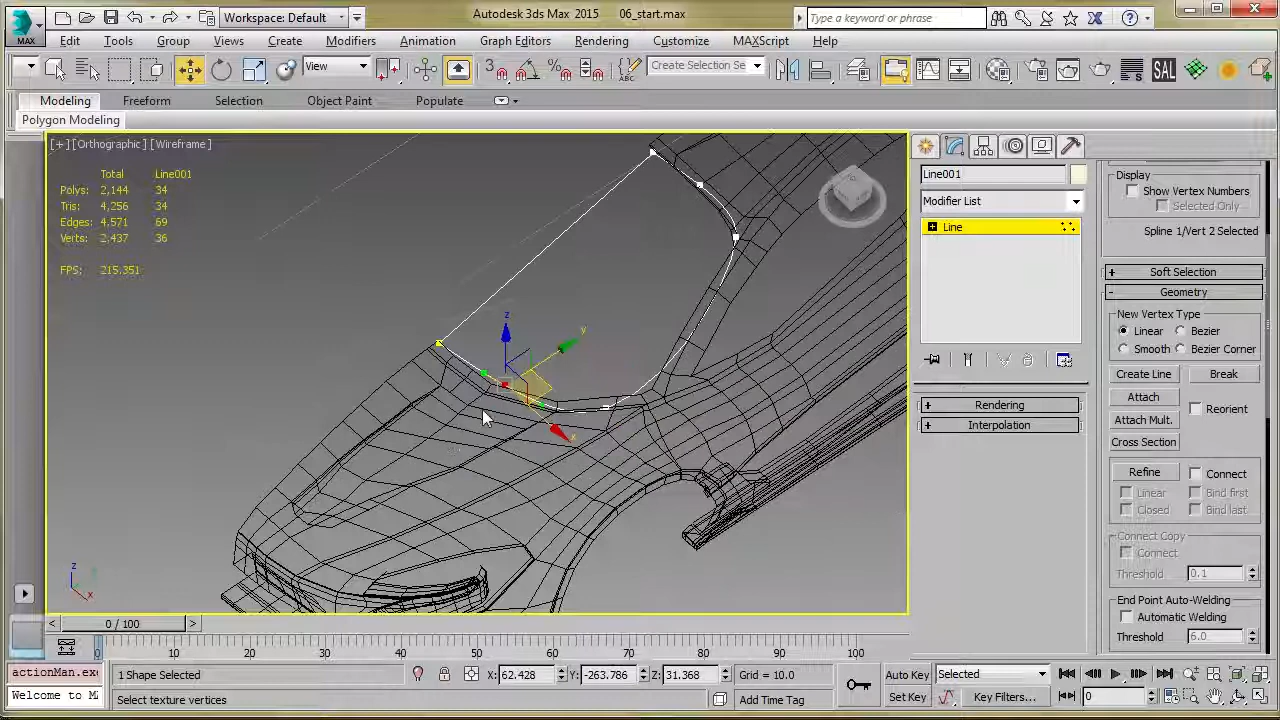 Workspace: Default
Autodesk 3ds Max 2015 06_start.max
Type a keyword or phrase
MAX
Edit Tools Group Views Create Modifiers Animation Graph Editors Rendering Customize MAXScript Help
View
3
Create Selection Se
SAL
Modeling Freeform Selection Object Paint Populate
Polygon Modeling
[+] [Orthographic] [Wireframe]
Total Line001
Polys: 2,144 34
Tris: 4,256 34
Edges: 4,571 69
Verts: 2,437 36
FPS: 215.351
z
y
x
z
x
Line001
Modifier List
Line
Rendering
Interpolation
Display
Show Vertex Numbers
Selected Only
Spline 1/Vert 2 Selected
Soft Selection
Geometry
New Vertex Type
Linear Bezier
Smooth Bezier Corner
Create Line Break
Attach
Reorient
Attach Mult.
Cross Section
Refine Connect
Linear Bind first
Closed Bind last
Connect Copy
Connect
Threshold 0.1
End Point Auto-Welding
Automatic Welding
Threshold 6.0
0 / 100
10 20 30 40 50 60 70 80 90 100
actionMan.exe
Welcome to Ma
1 Shape Selected
X: 62.428 Y: -263.786 Z: 31.368 Grid = 10.0
Select texture vertices
Add Time Tag
Auto Key Selected
Set Key Key Filters...
0